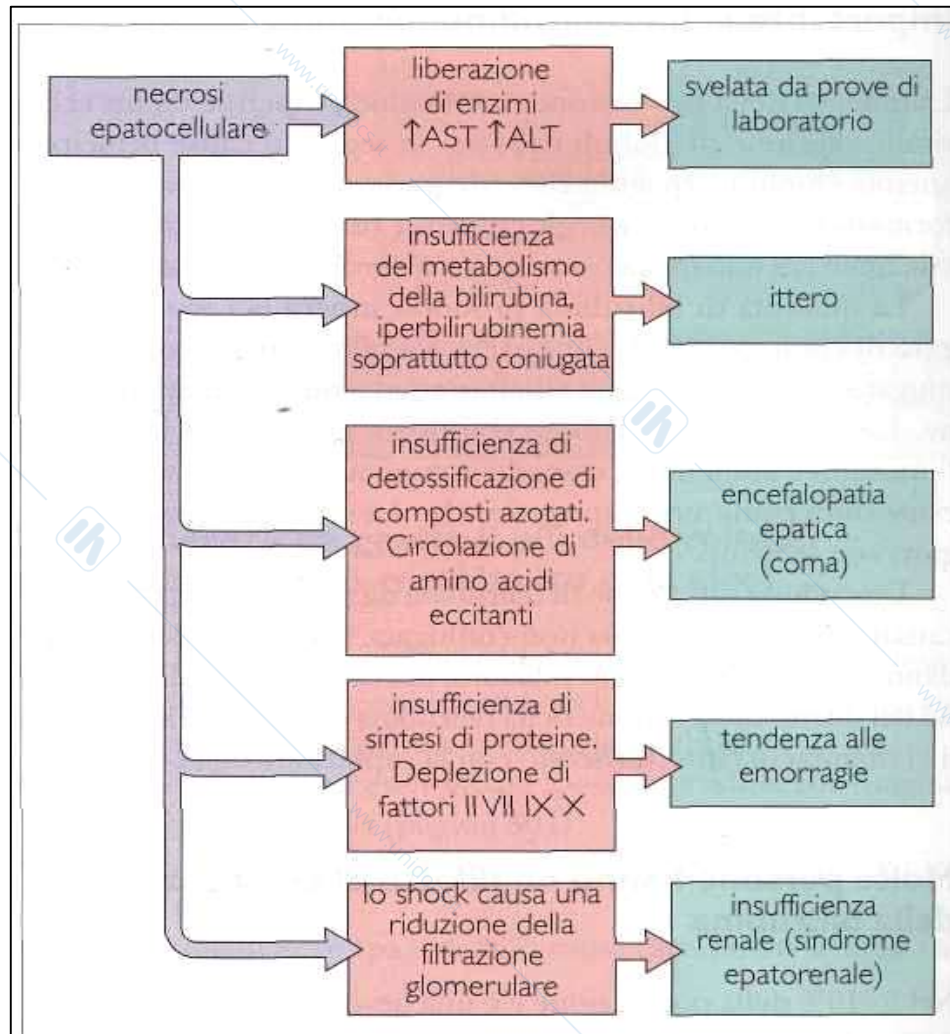 necrosi
epatocellulare
liberazione
di enzimi
↑AST ↑ALT
svelata da prove di
laboratorio
insufficienza
del metabolismo
della bilirubina,
iperbilirubinemia
soprattutto coniugata
ittero
insufficienza di
detossificazione di
composti azotati.
Circolazione di
amino acidi
eccitanti
encefalopatia
epatica
(coma)
insufficienza di
sintesi di proteine.
Deplezione di
fattori II VII IX X
tendenza alle
emorragie
lo shock causa una
riduzione della
filtrazione
glomerulare
insufficienza
renale (sindrome
epatorenale)